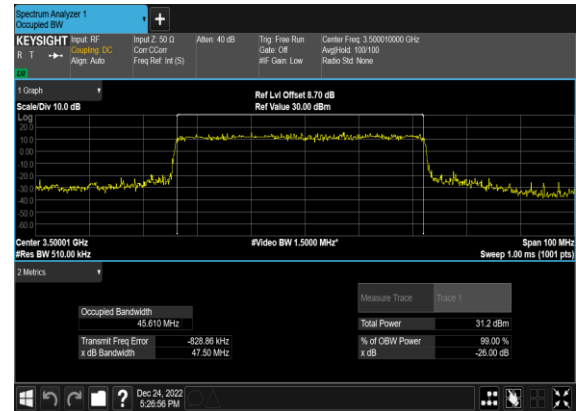 Spectrum Analyzer 1
Occupied BW
+
KEYSIGHT Input: RF Input Z: 50 Ω Atten: 40 dB Trig: Free Run Center Freq: 3.500010000 GHz
R T Coupling: DC Corr CCorr Gate: Off Avg|Hold: 100/100
Align: Auto Freq Ref: Int (S) #IF Gain: Low Radio Std: None
1 Graph
Ref Lvl Offset 8.70 dB
Scale/Div 10.0 dB Ref Value 30.00 dBm
Log
20.0
10.0
0.00
-10.0
-20.0
-30.0
-40.0
-50.0
-60.0
Center 3.50001 GHz #Video BW 1.5000 MHz* Span 100 MHz
#Res BW 510.00 kHz Sweep 1.00 ms (1001 pts)
2 Metrics
Measure Trace Trace 1
Occupied Bandwidth
45.610 MHz Total Power 31.2 dBm
Transmit Freq Error -828.86 kHz % of OBW Power 99.00 %
x dB Bandwidth 47.50 MHz x dB -26.00 dB
? Dec 24, 2022
5:26:56 PM